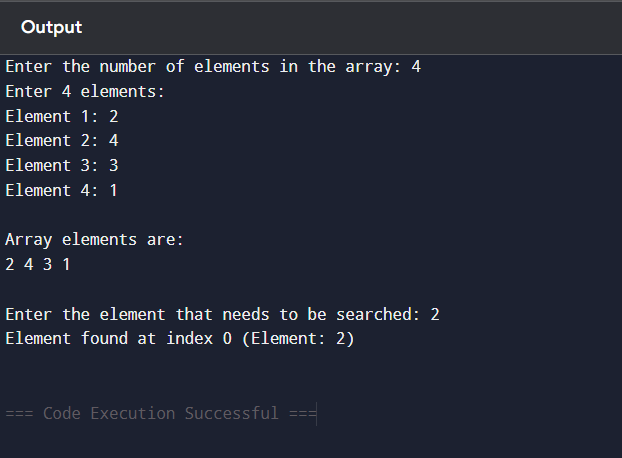 Output
Enter the number of elements in the array: 4
Enter 4 elements:
Element 1: 2
Element 2: 4
Element 3: 3
Element 4: 1
Array elements are:
2 4 3 1
Enter the element that needs to be searched: 2
Element found at index 0 (Element: 2)
=== Code Execution Successful ===